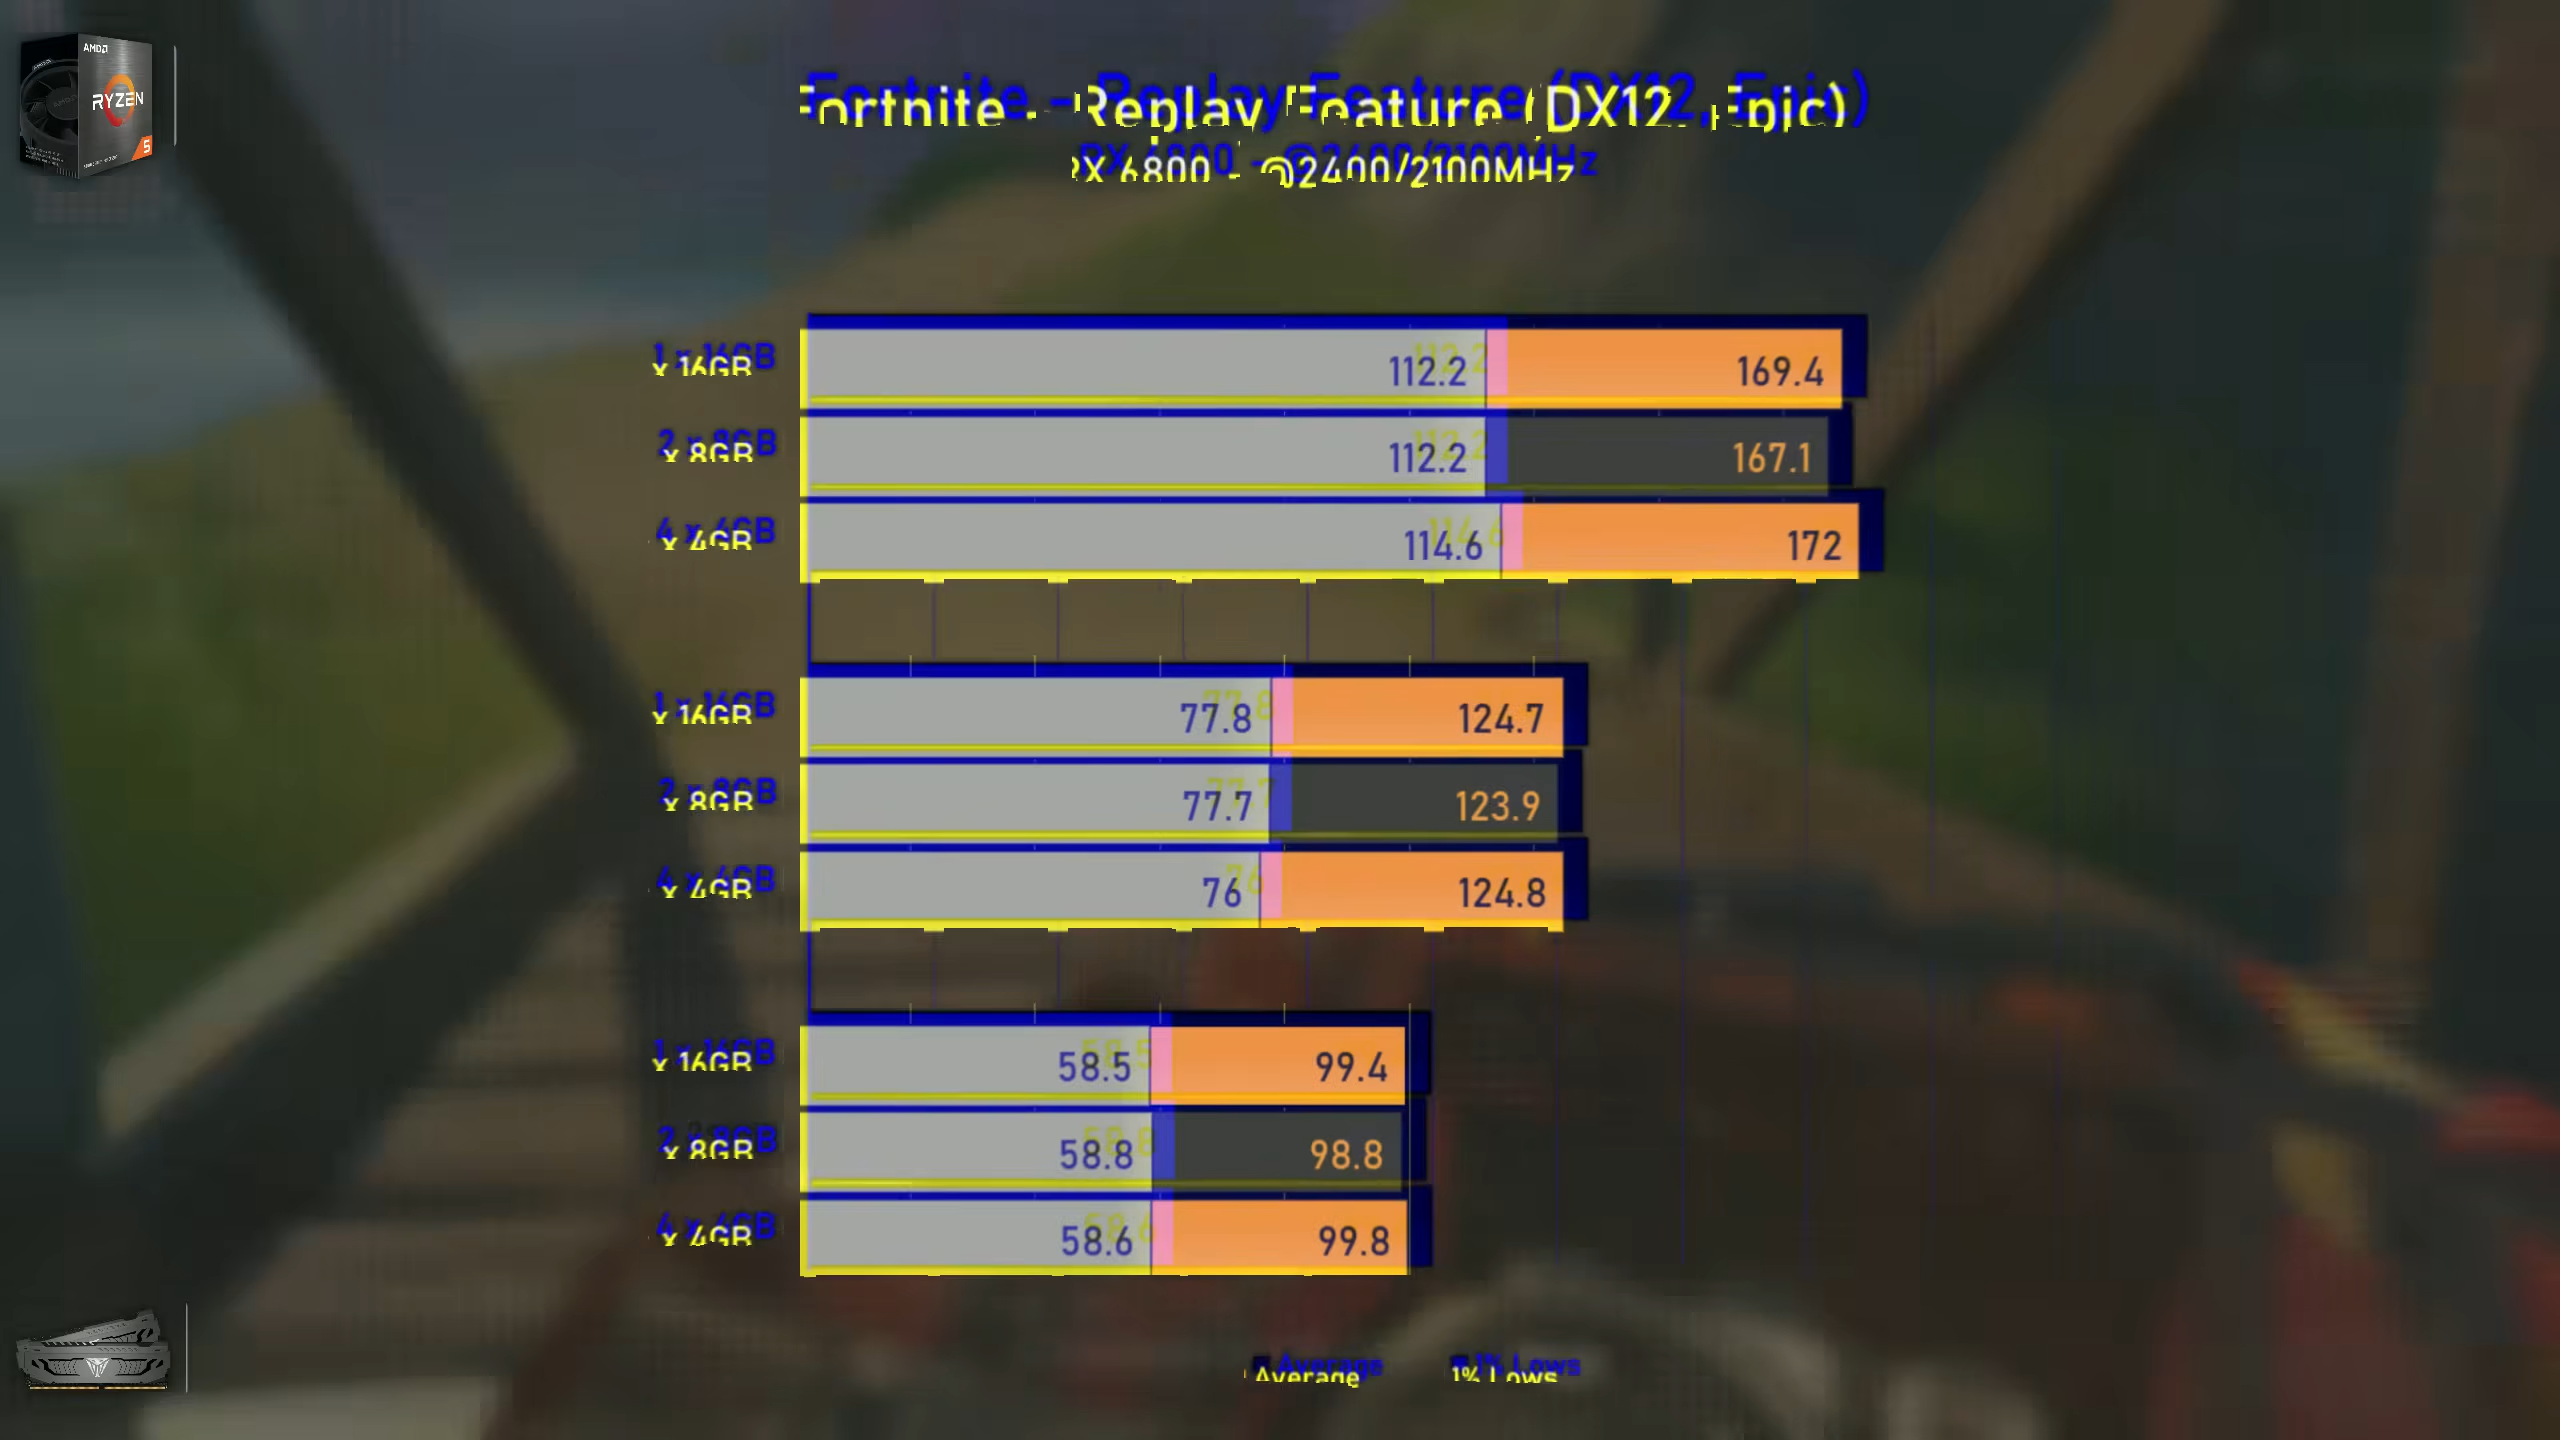 AMD
RYZEN
5
Fortnite - Replay Feature (DX12, Epic)
RX 6800 - @2400/2100MHz
1 x 16GB 112.2 169.4
2 x 8GB 112.2 167.1
4 x 4GB 114.6 172
1 x 16GB 77.8 124.7
2 x 8GB 77.7 123.9
4 x 4GB 76 124.8
1 x 16GB 58.5 99.4
2 x 8GB 58.8 98.8
4 x 4GB 58.6 99.8
Average 1% Lows